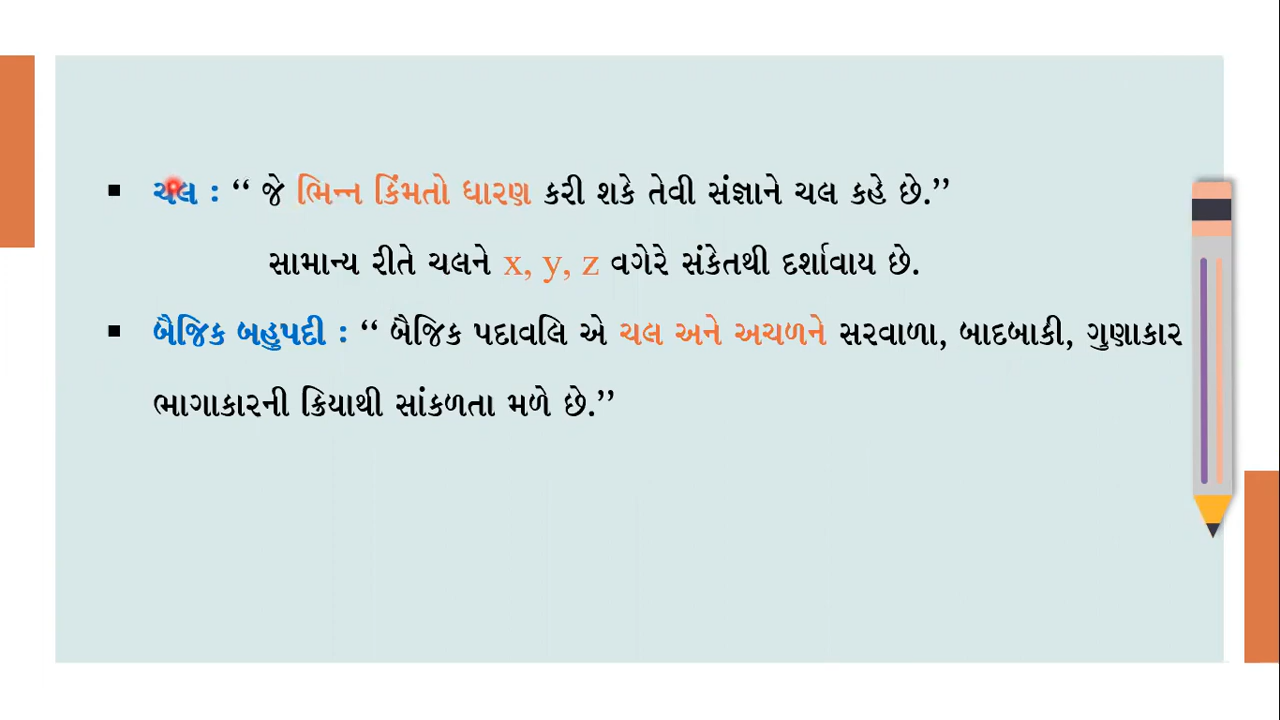 ▪ ચલ : ‘‘ જે ભિન્ન કિંમતો ધારણ કરી શકે તેવી સંજ્ઞાને ચલ કહે છે.’’
સામાન્ય રીતે ચલને x, y, z વગેરે સંકેતથી દર્શાવાય છે.
▪ બૈજિક બહુપદી : ‘‘ બૈજિક પદાવલિ એ ચલ અને અચળને સરવાળા, બાદબાકી, ગુણાકાર
ભાગાકારની ક્રિયાથી સાંકળતા મળે છે.’’